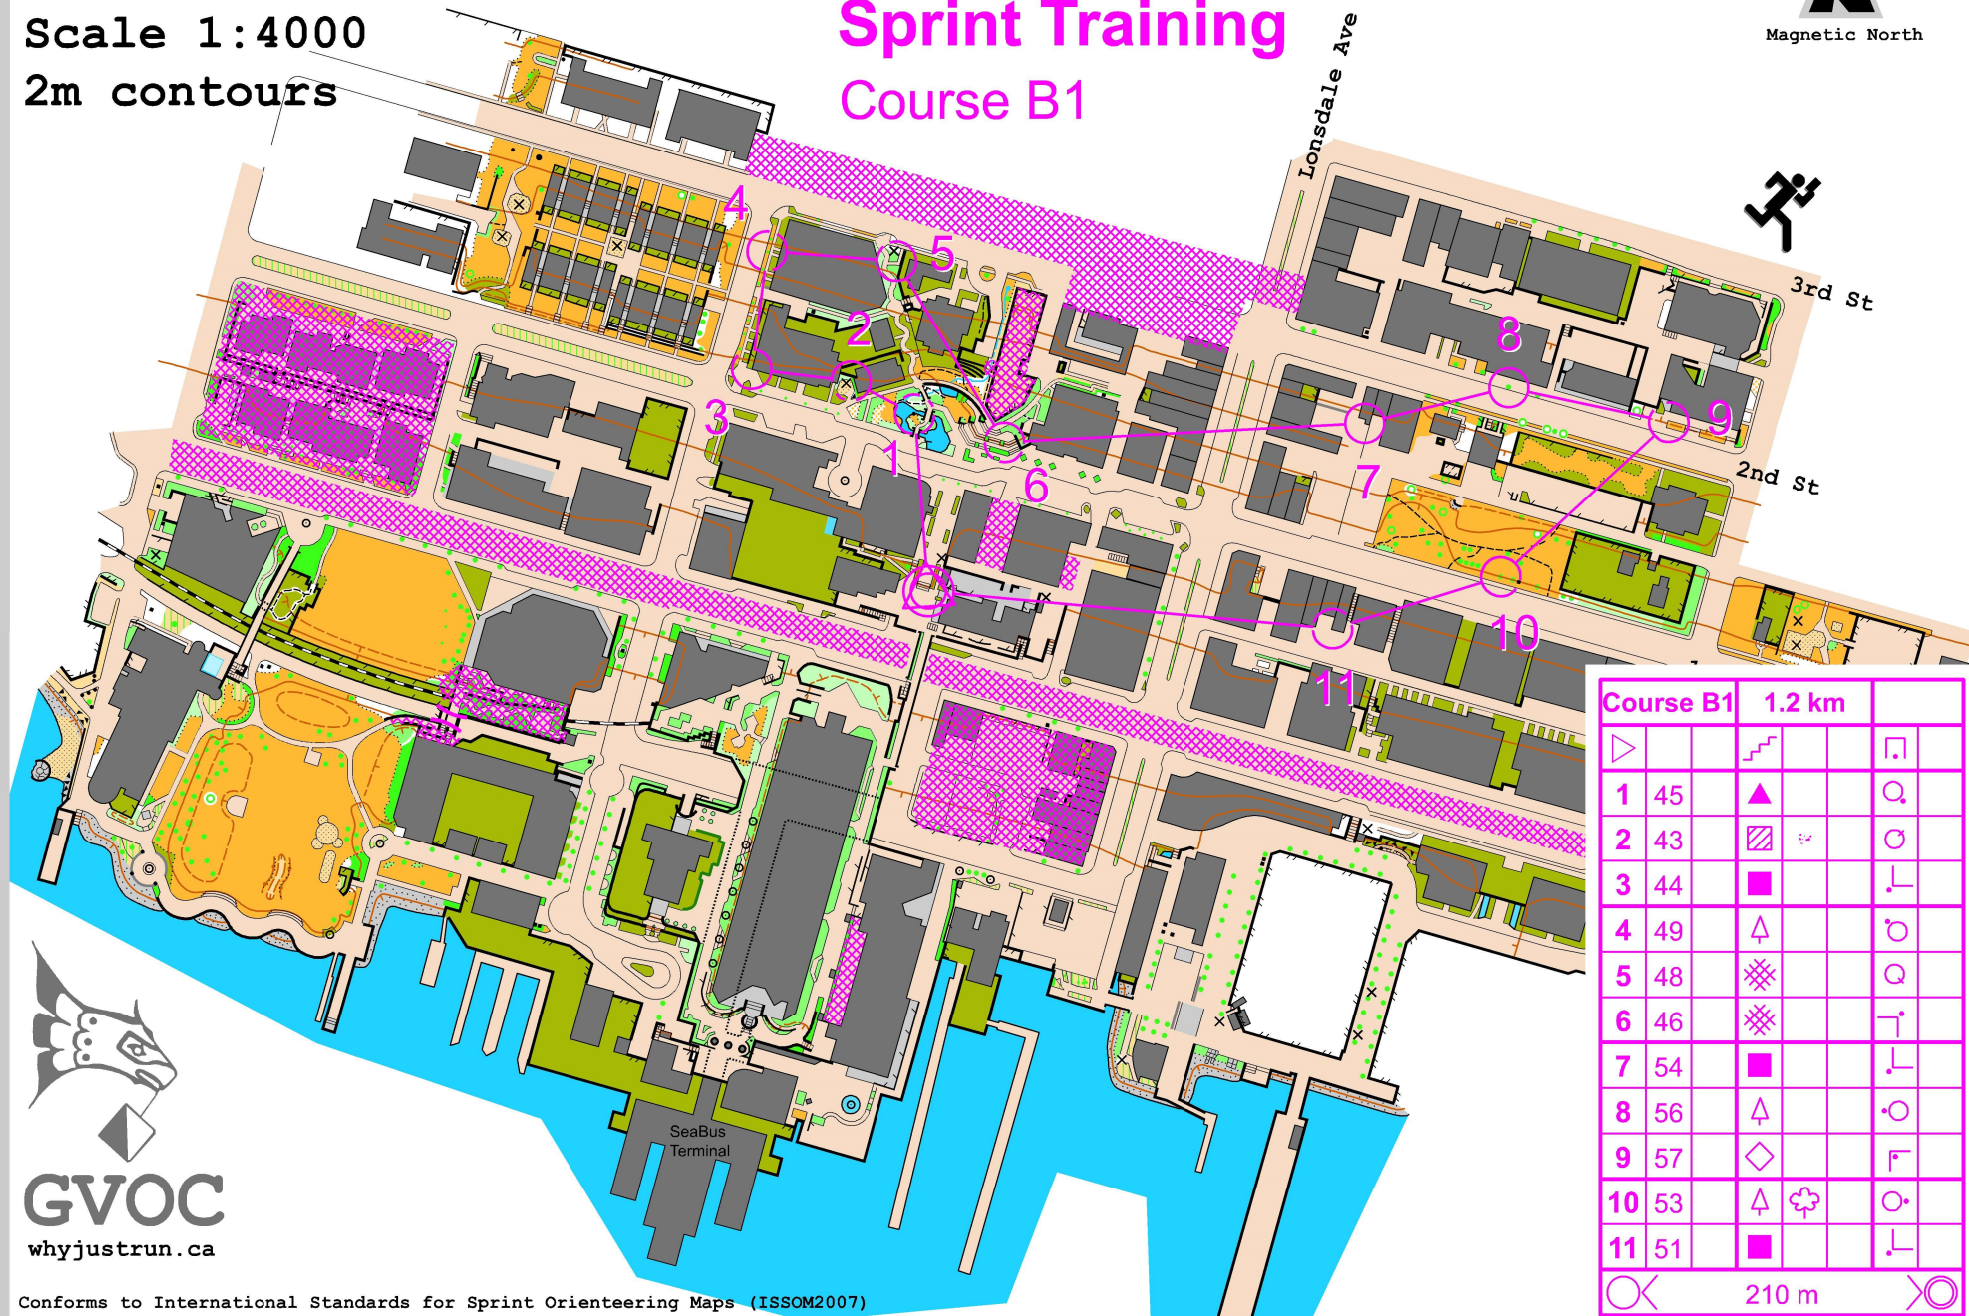 Scale 1:4000
2m contours
Sprint Training
Course B1
Lonsdale Ave
Magnetic North
3rd St
2nd St
4
5
2
8
3
9
1
6
7
10
11
SeaBus
Terminal
Course B1 1.2 km
1 45
2 43
3 44
4 49
5 48
6 46
7 54
8 56
9 57
10 53
11 51
210 m
GVOC
whyjustrun.ca
Conforms to International Standards for Sprint Orienteering Maps (ISSOM2007)